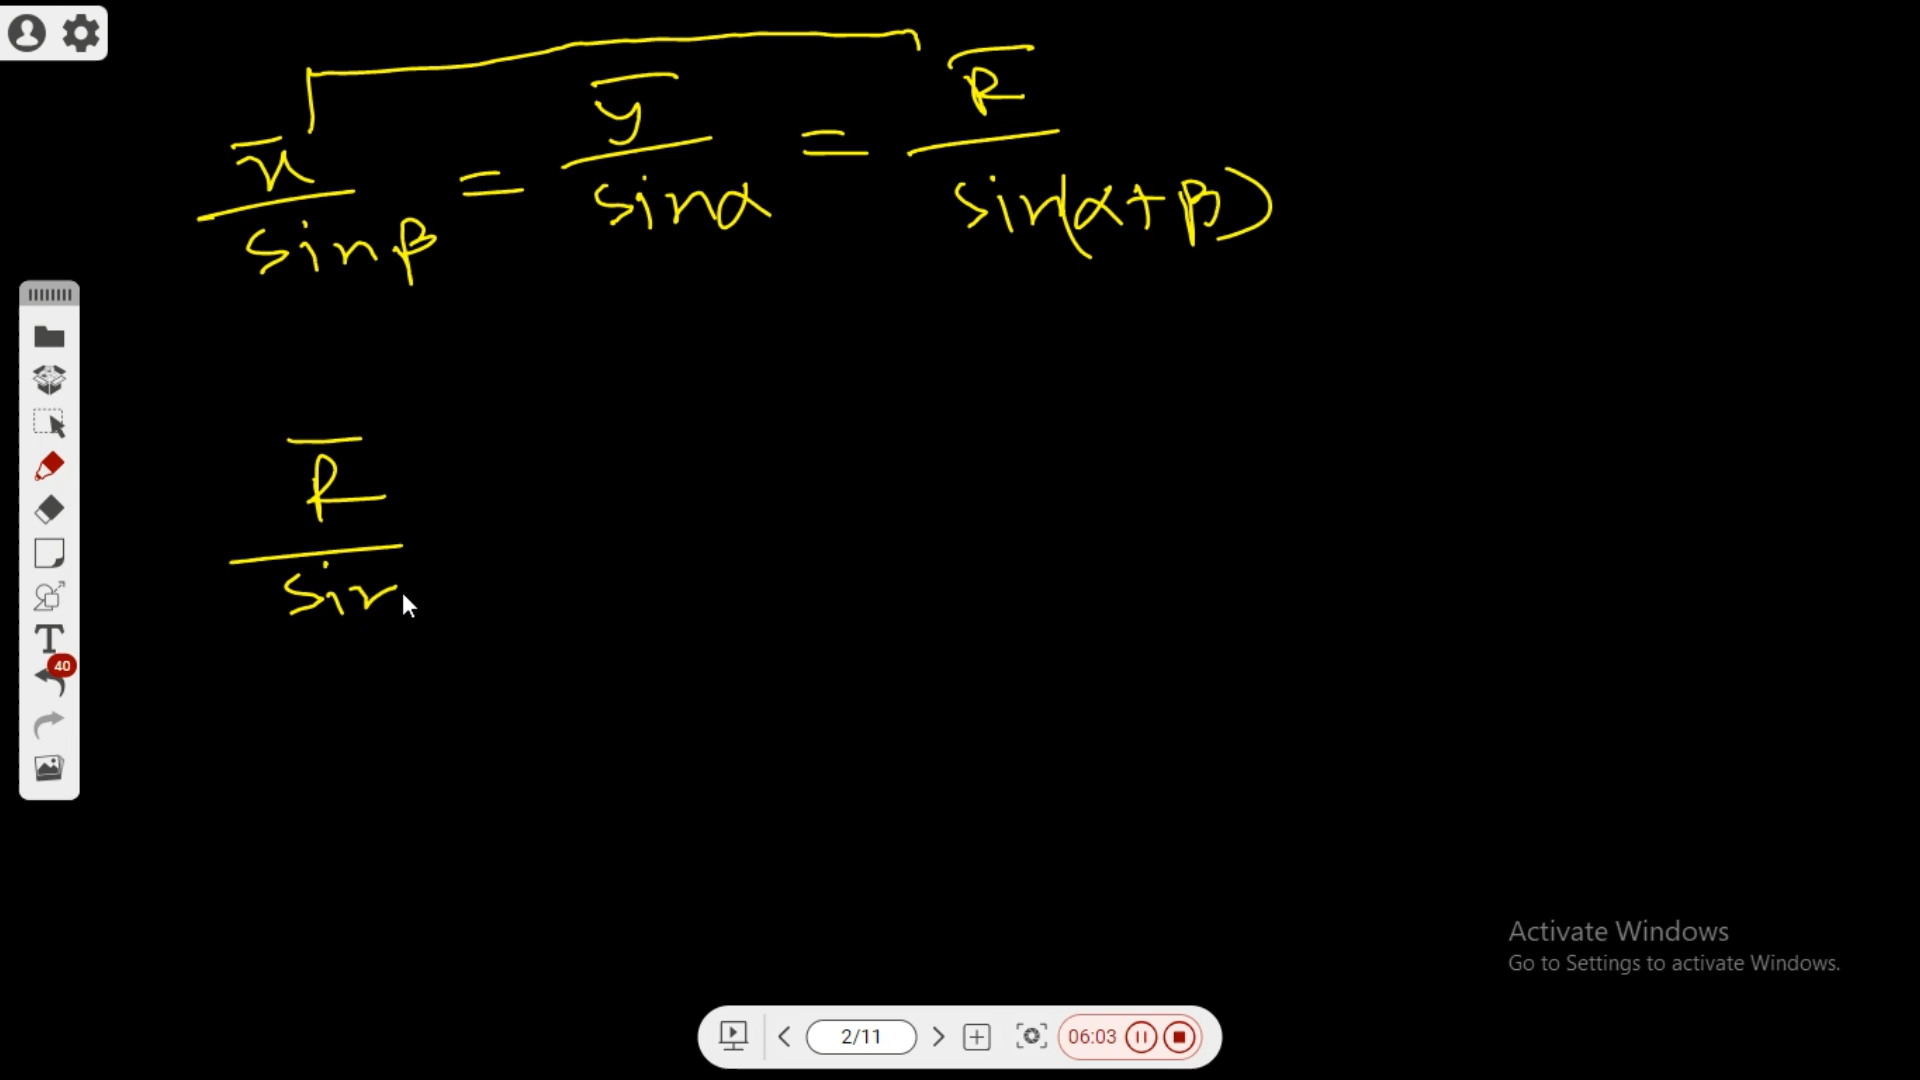 x̄/sinβ = ȳ/sinα = R̄/sin(α+β)
R̄/sin
T
40
Activate Windows
Go to Settings to activate Windows.
2/11
06:03